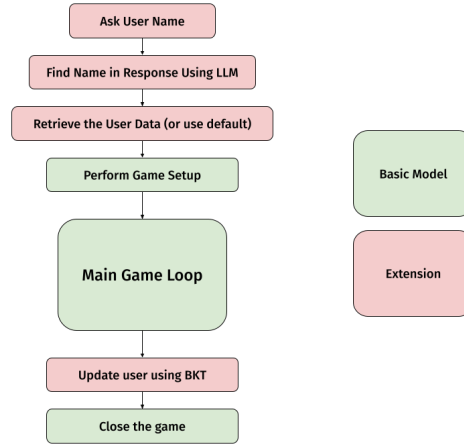 Ask User Name
Find Name in Response Using LLM
Retrieve the User Data (or use default)
Perform Game Setup
Main Game Loop
Update user using BKT
Close the game
Basic Model
Extension